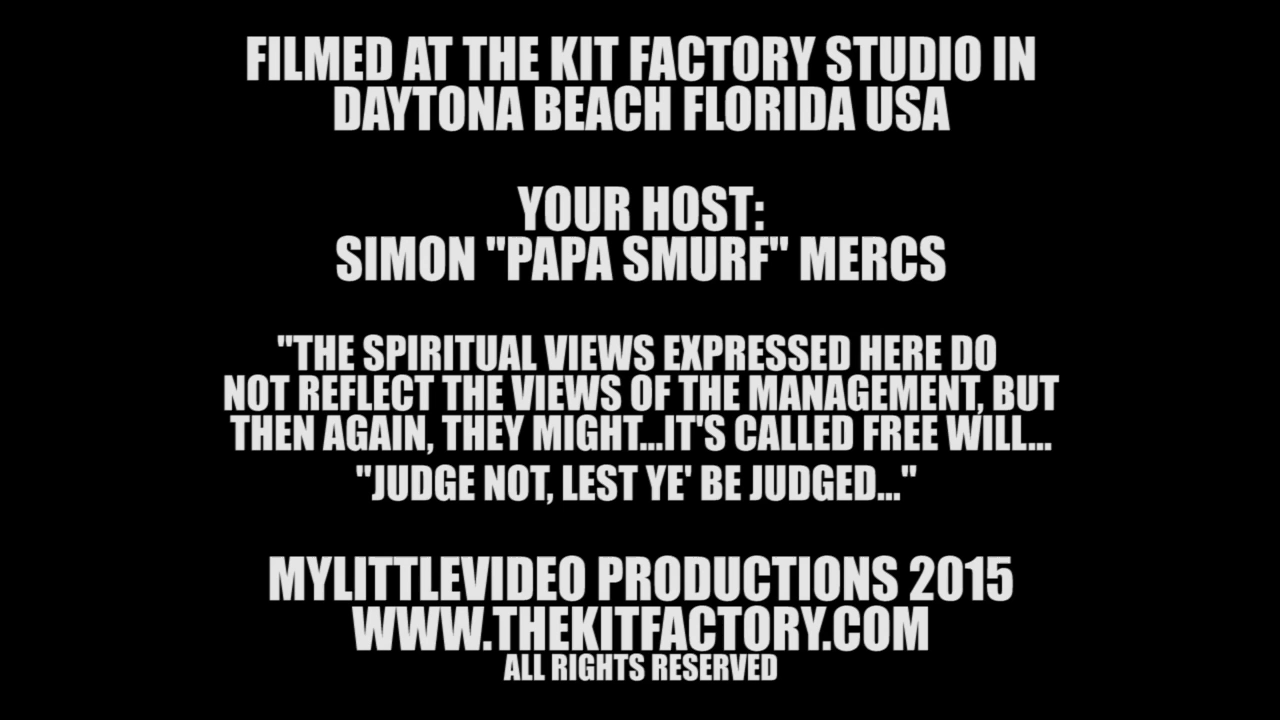 FILMED AT THE KIT FACTORY STUDIO IN
DAYTONA BEACH FLORIDA USA
YOUR HOST:
SIMON "PAPA SMURF" MERCS
"THE SPIRITUAL VIEWS EXPRESSED HERE DO
NOT REFLECT THE VIEWS OF THE MANAGEMENT, BUT
THEN AGAIN, THEY MIGHT...IT'S CALLED FREE WILL...
"JUDGE NOT, LEST YE' BE JUDGED..."
MYLITTLEVIDEO PRODUCTIONS 2015
WWW.THEKITFACTORY.COM
ALL RIGHTS RESERVED